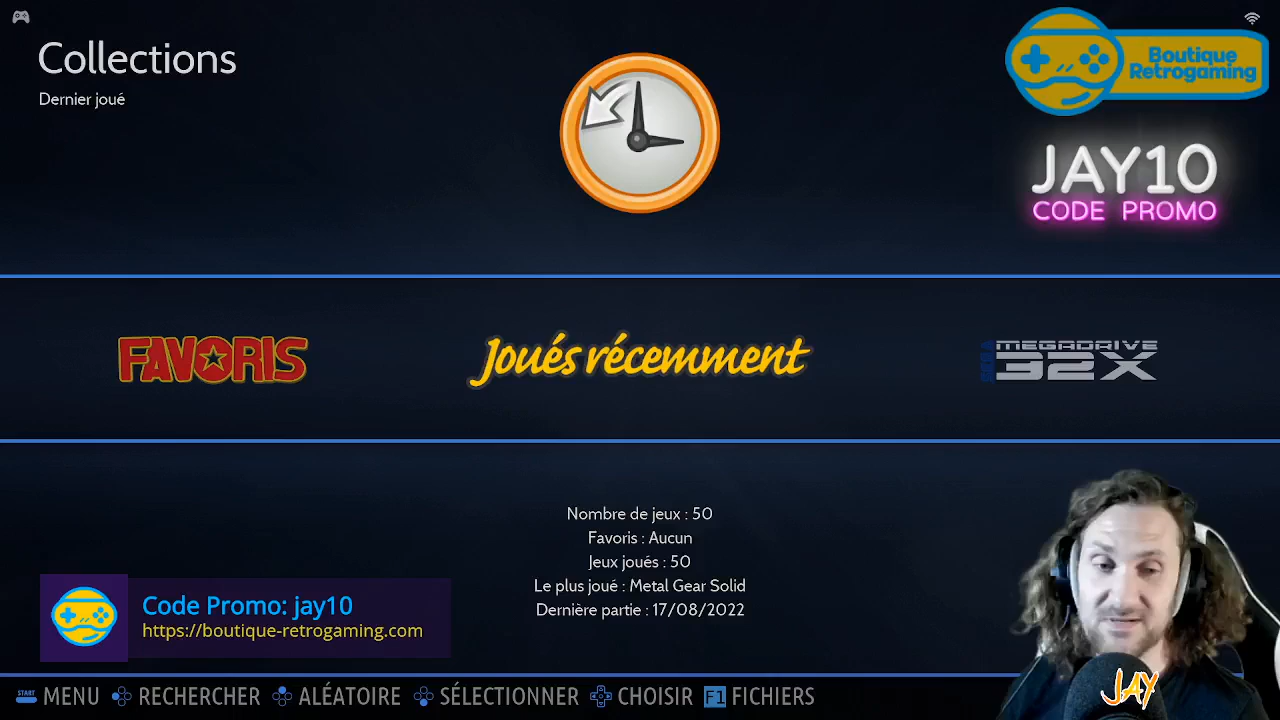 Collections
Dernier joué
Boutique
Retrogaming
JAY10
CODE PROMO
FAVORIS
Joués récemment
MEGADRIVE
32X
Nombre de jeux : 50
Favoris : Aucun
Jeux joués : 50
Le plus joué : Metal Gear Solid
Dernière partie : 17/08/2022
Code Promo: jay10
https://boutique-retrogaming.com
JAY
START MENU RECHERCHER ALÉATOIRE SÉLECTIONNER CHOISIR F1 FICHIERS